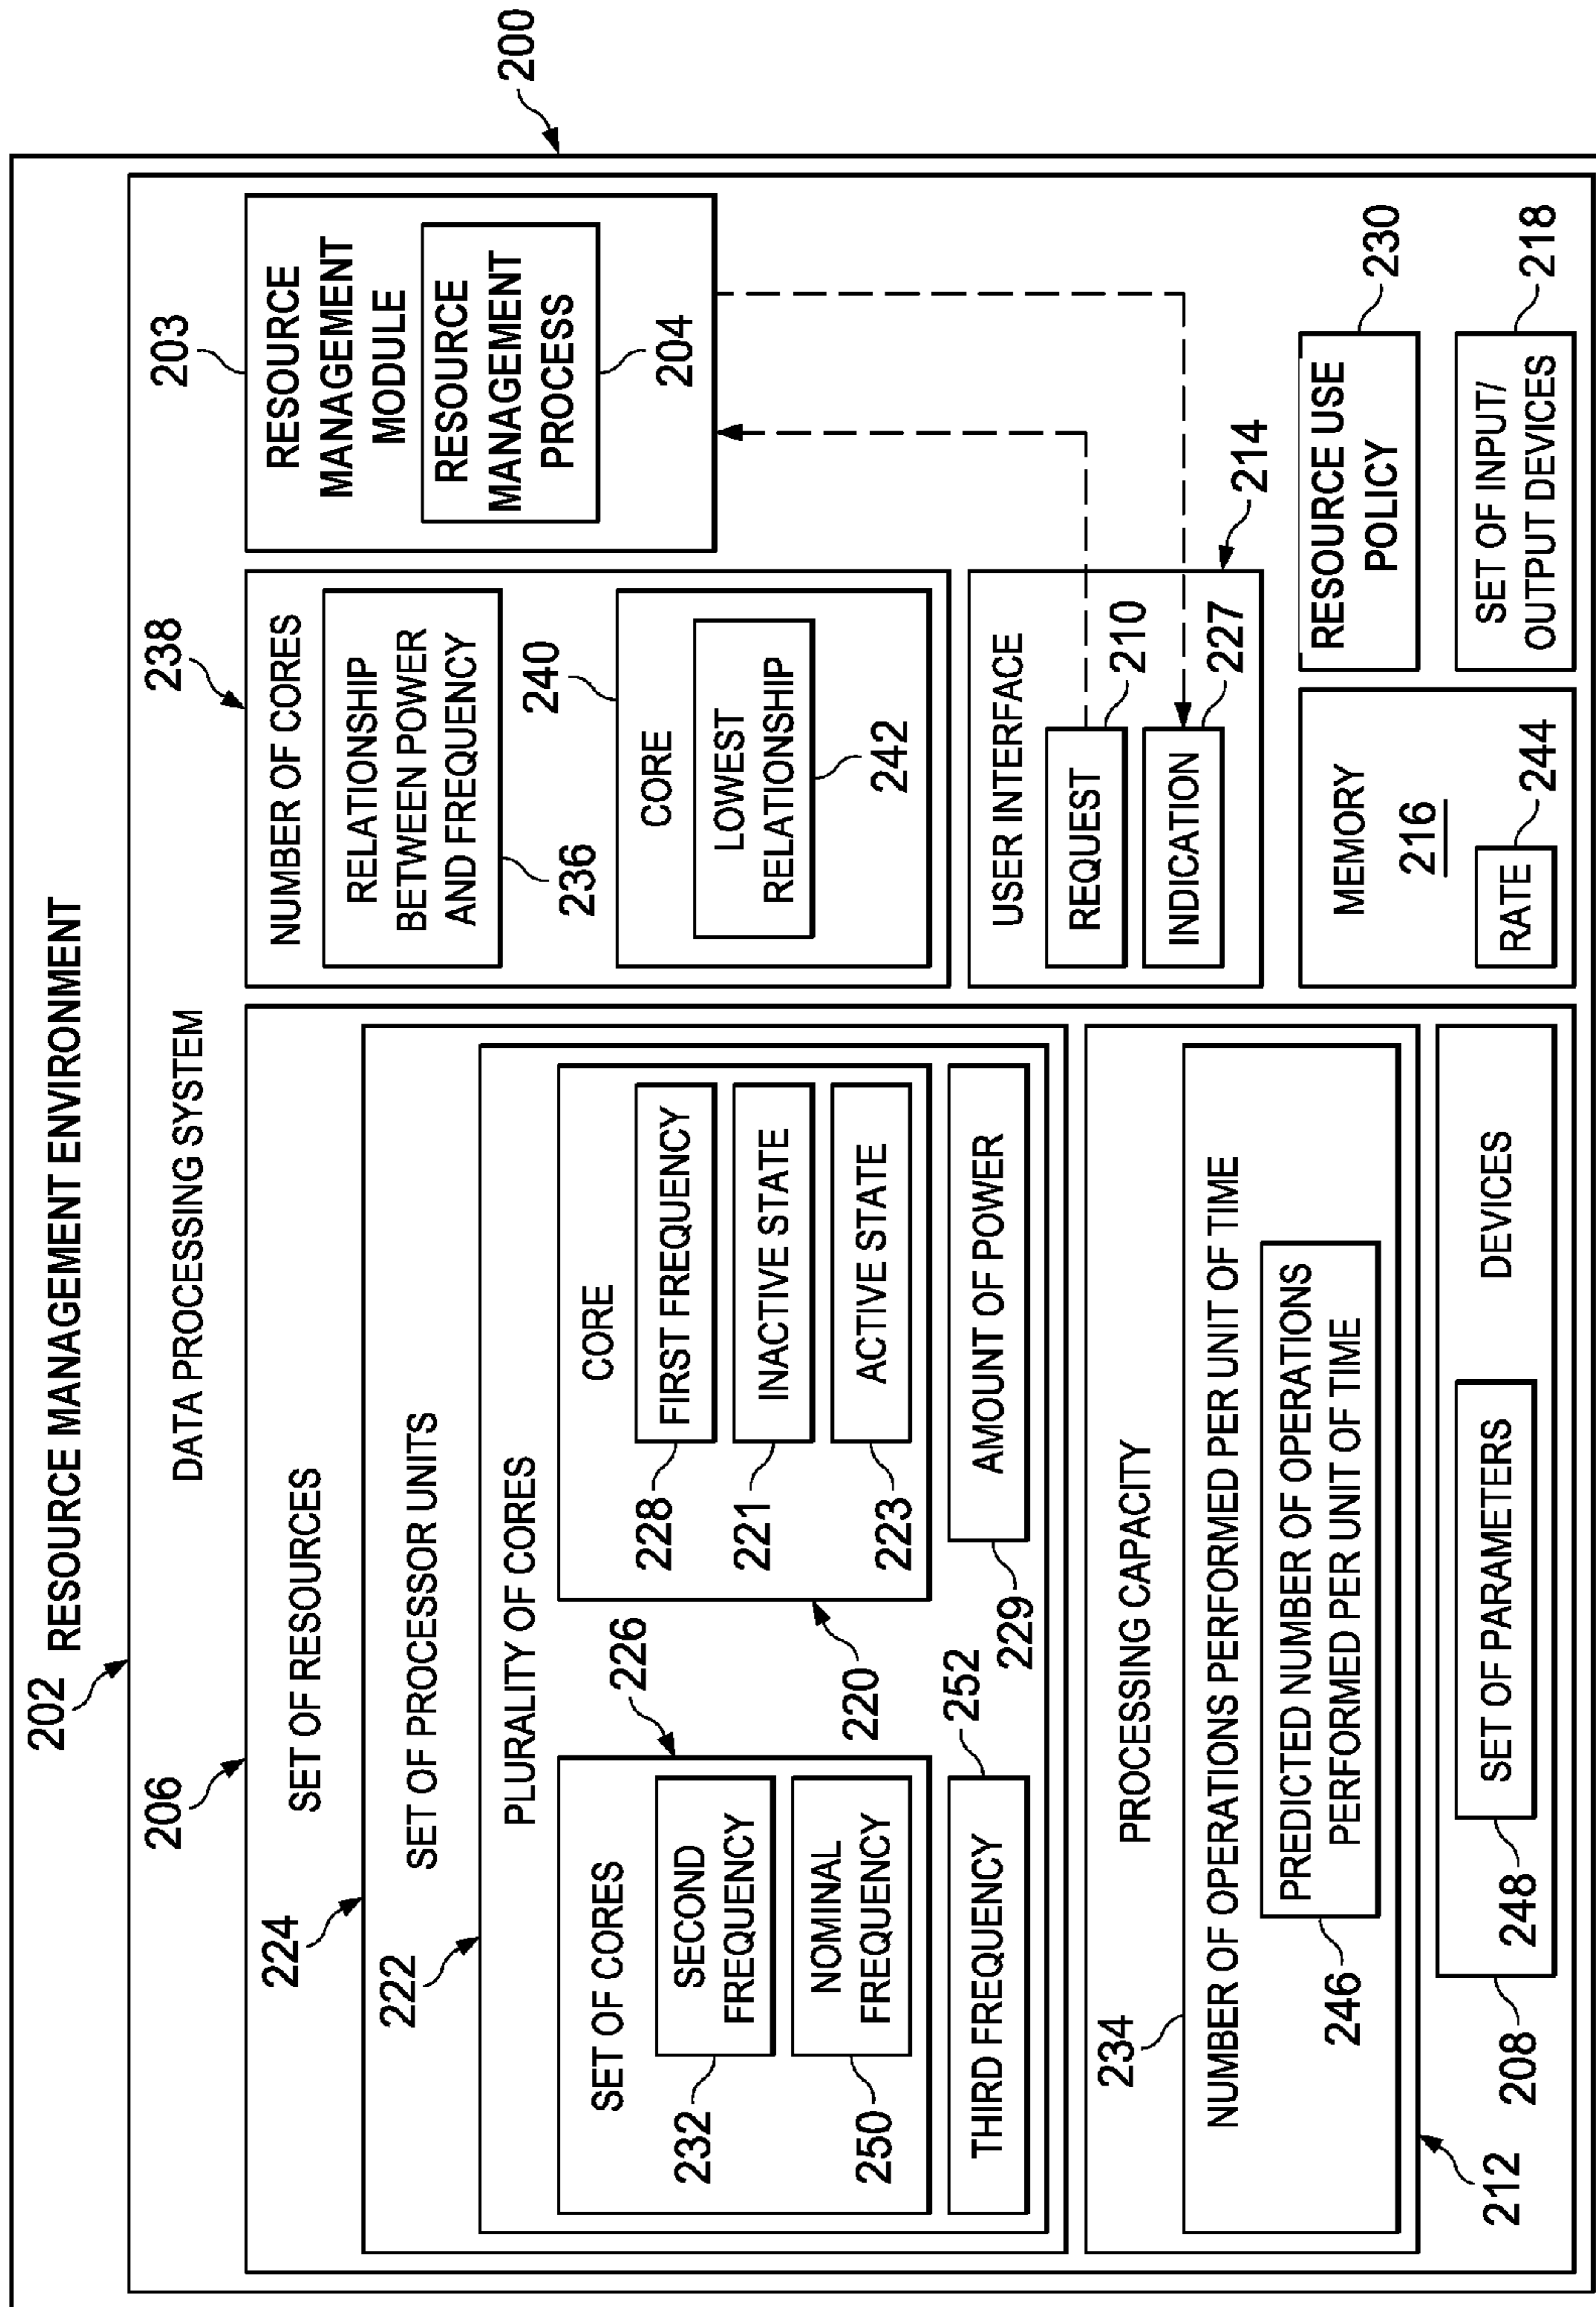 RESOURCE MANAGEMENT ENVIRONMENT
200
202
DATA PROCESSING SYSTEM
206
SET OF RESOURCES
224
SET OF PROCESSOR UNITS
222
PLURALITY OF CORES
226
SET OF CORES
232
SECOND
FREQUENCY
250
NOMINAL
FREQUENCY
220
CORE
228
FIRST FREQUENCY
221
INACTIVE STATE
223
ACTIVE STATE
252
THIRD FREQUENCY
229
AMOUNT OF POWER
212
PROCESSING CAPACITY
234
NUMBER OF OPERATIONS PERFORMED PER UNIT OF TIME
246
PREDICTED NUMBER OF OPERATIONS
PERFORMED PER UNIT OF TIME
208
DEVICES
248
SET OF PARAMETERS
238
NUMBER OF CORES
RELATIONSHIP
BETWEEN POWER
AND FREQUENCY
236
240
CORE
LOWEST
RELATIONSHIP
242
203
RESOURCE
MANAGEMENT
MODULE
RESOURCE
MANAGEMENT
PROCESS
204
214
USER INTERFACE
REQUEST
210
INDICATION
227
MEMORY
216
RATE
244
RESOURCE USE
POLICY
230
SET OF INPUT/
OUTPUT DEVICES
218